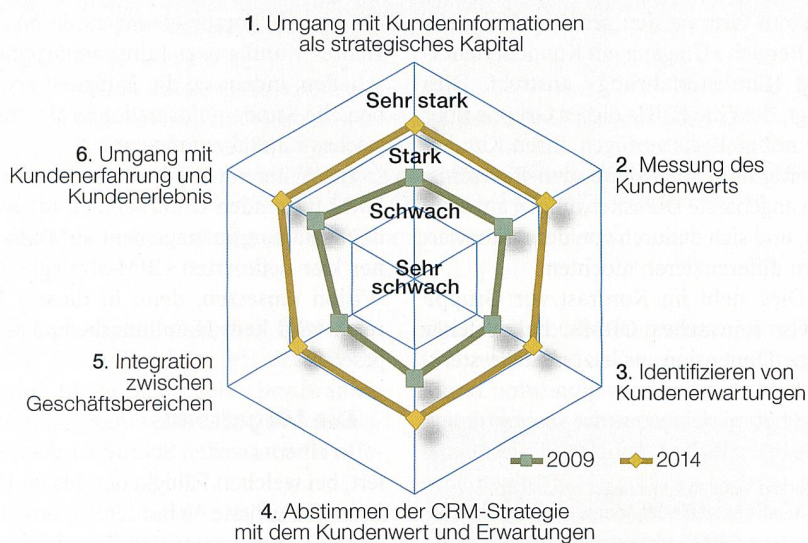 1. Umgang mit Kundeninformationen
als strategisches Kapital
Sehr stark
Stark
Schwach
Sehr
schwach
2. Messung des
Kundenwerts
3. Identifizieren von
Kundenerwartungen
2009
2014
4. Abstimmen der CRM-Strategie
mit dem Kundenwert und Erwartungen
5. Integration
zwischen
Geschäftsbereichen
6. Umgang mit
Kundenerfahrung und
Kundenerlebnis